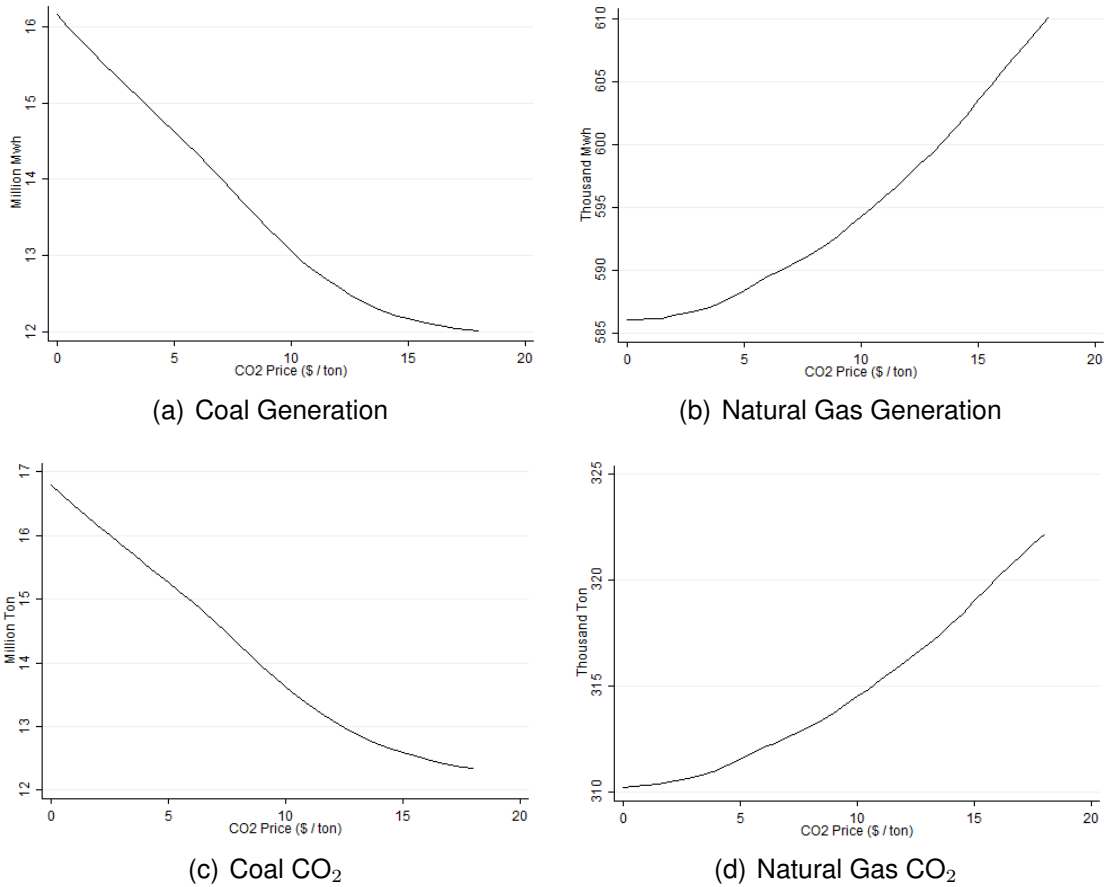 16
15
14
13
12
Million Mwh
0 5 10 15 20
CO2 Price ($ / ton)
(a) Coal Generation
610
605
600
595
590
585
Thousand Mwh
0 5 10 15 20
CO2 Price ($ / ton)
(b) Natural Gas Generation
17
16
15
14
13
12
Million Ton
0 5 10 15 20
CO2 Price ($ / ton)
(c) Coal CO₂
325
320
315
310
Thousand Ton
0 5 10 15 20
CO2 Price ($ / ton)
(d) Natural Gas CO₂